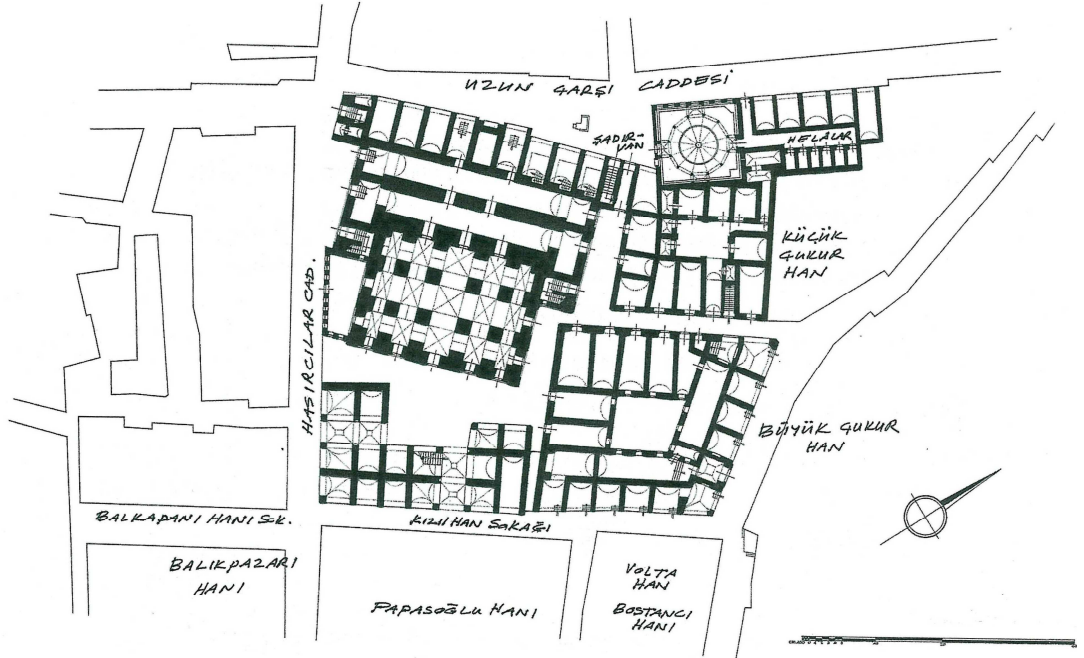 UZUN ÇARŞI CADDESİ
ŞADIR-
VAN
HELÂLAR
KÜÇÜK
ÇUKUR
HAN
HASIRCILAR CAD.
BÜYÜK ÇUKUR
HAN
BALKAPANI HANI SK.
KIZILHAN SOKAĞI
BALIKPAZARI
HANI
PAPASOĞLU HANI
VOLTA
HAN
BOSTANCI
HANI